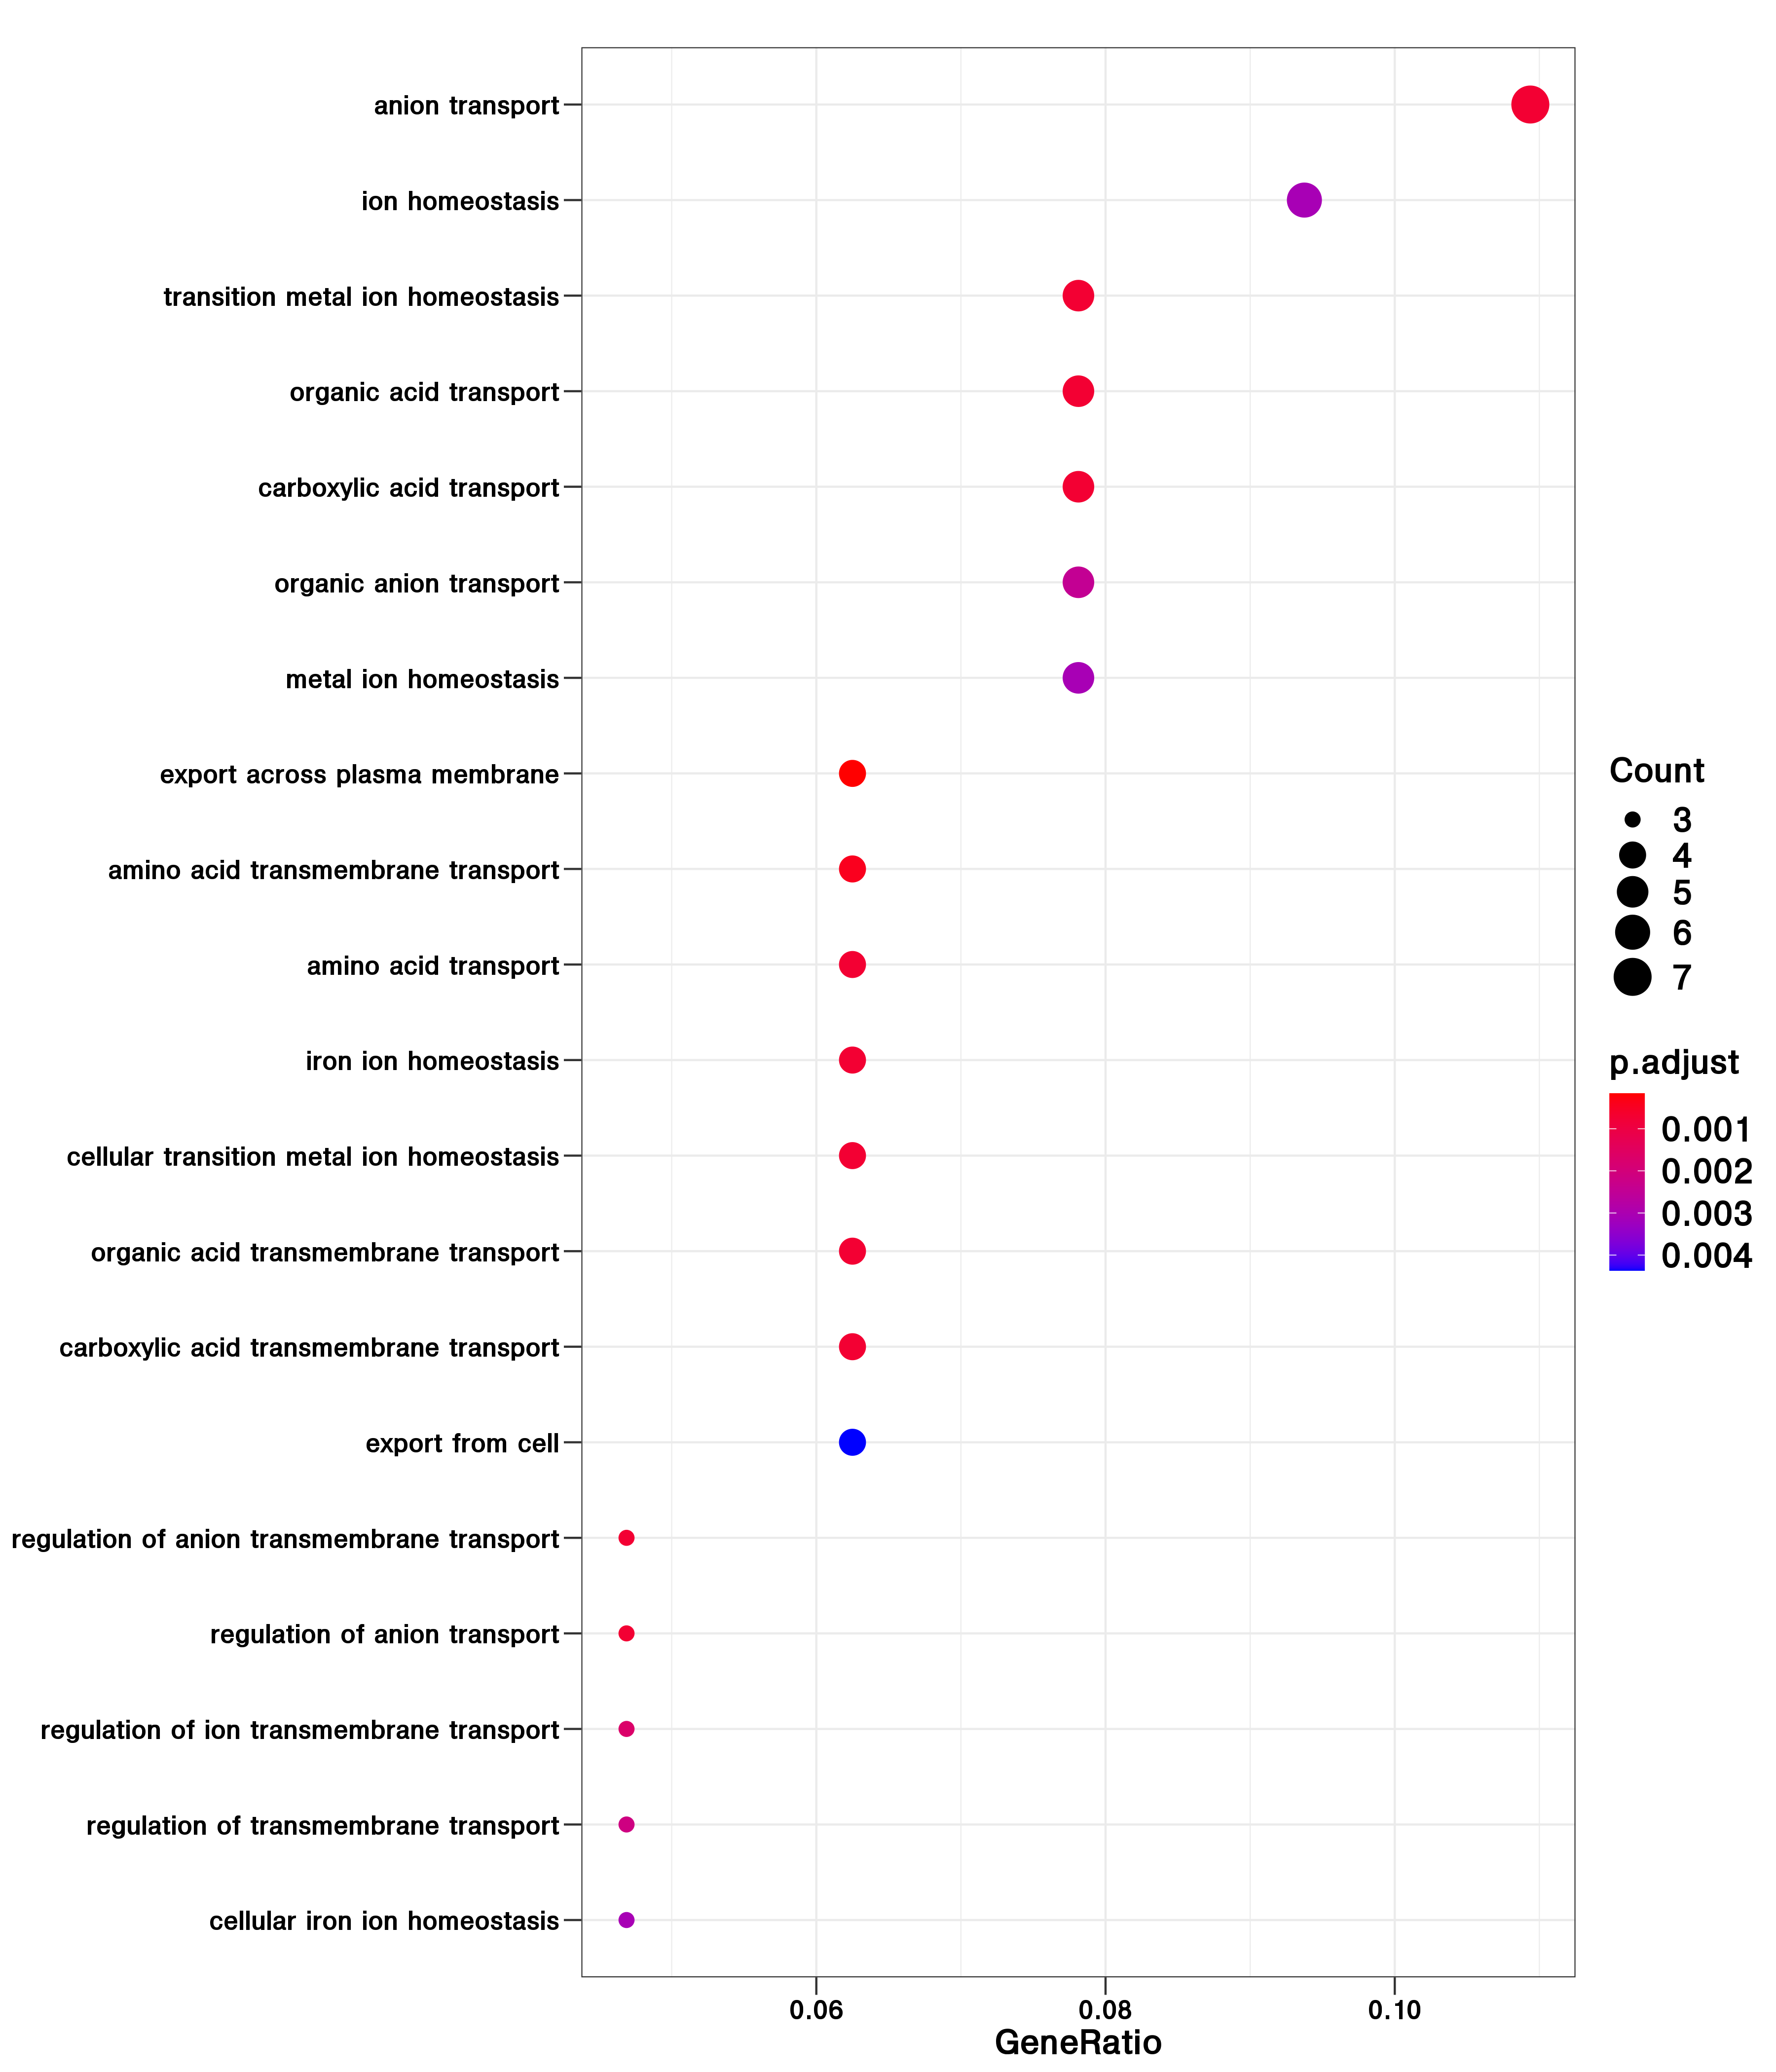 anion transport
ion homeostasis
transition metal ion homeostasis
organic acid transport
carboxylic acid transport
organic anion transport
metal ion homeostasis
export across plasma membrane
amino acid transmembrane transport
amino acid transport
iron ion homeostasis
cellular transition metal ion homeostasis
organic acid transmembrane transport
carboxylic acid transmembrane transport
export from cell
regulation of anion transmembrane transport
regulation of anion transport
regulation of ion transmembrane transport
regulation of transmembrane transport
cellular iron ion homeostasis
0.06 0.08 0.10
GeneRatio
Count
3
4
5
6
7
p.adjust
0.001
0.002
0.003
0.004